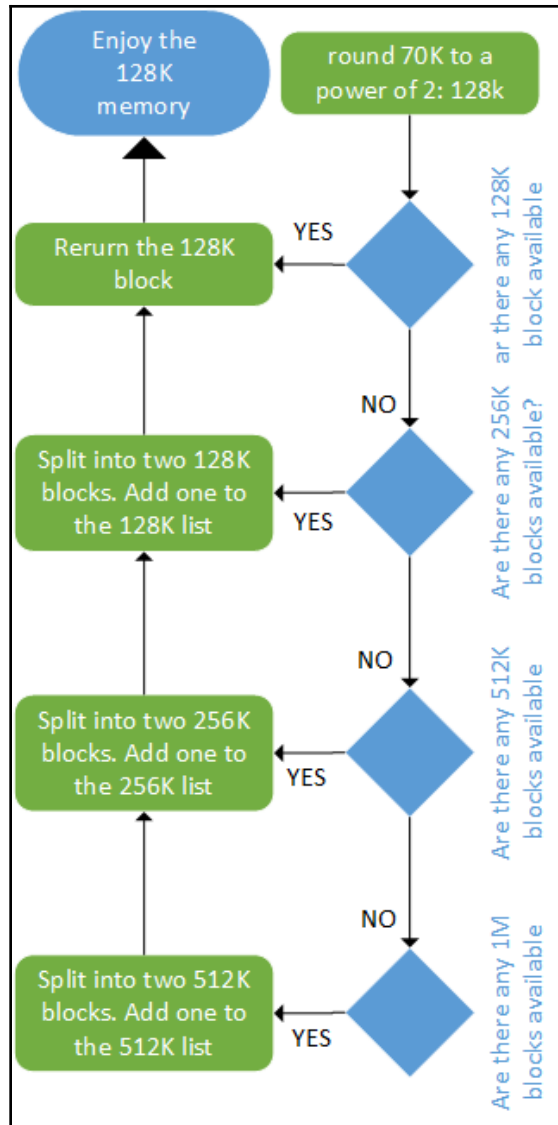 Enjoy the
128K
memory
round 70K to a
power of 2: 128k
YES
Rerurn the 128K
block
ar there any 128K
block available
NO
Split into two 128K
blocks. Add one to
the 128K list
YES
Are there any 256K
blocks available?
NO
Split into two 256K
blocks. Add one to
the 256K list
YES
Are there any 512K
blocks available
NO
Split into two 512K
blocks. Add one to
the 512K list
YES
Are there any 1M
blocks available